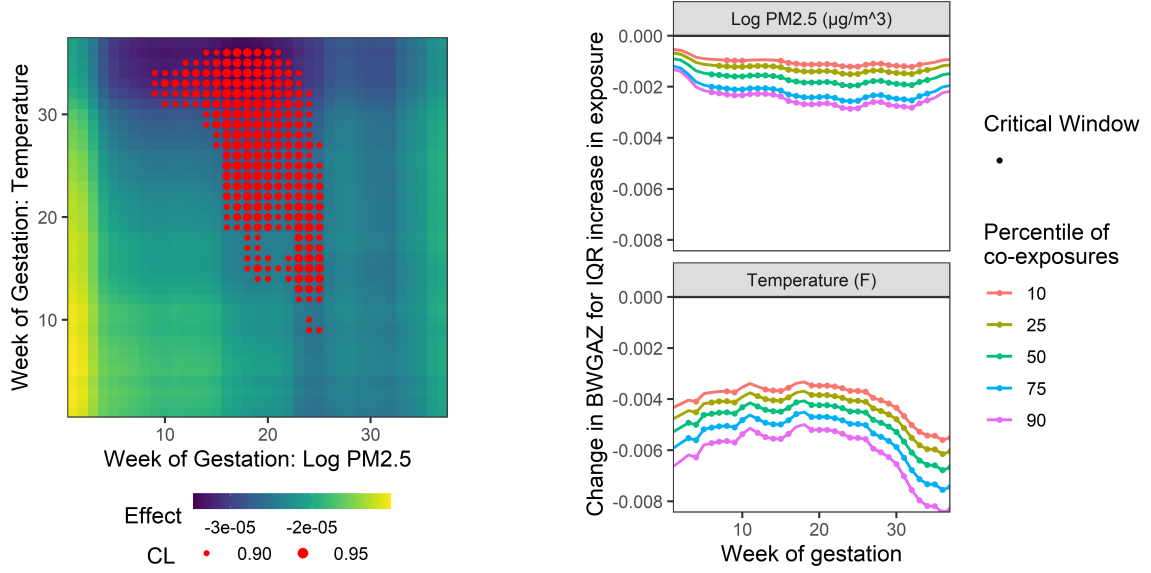 Week of Gestation: Temperature
30
20
10
10 20 30
Week of Gestation: Log PM2.5
Effect
-3e-05 -2e-05
CL 0.90 0.95
Change in BWGAZ for IQR increase in exposure
Log PM2.5 (µg/m^3)
0.000
-0.002
-0.004
-0.006
-0.008
Temperature (F)
0.000
-0.002
-0.004
-0.006
-0.008
10 20 30
Week of gestation
Critical Window
Percentile of
co-exposures
10
25
50
75
90